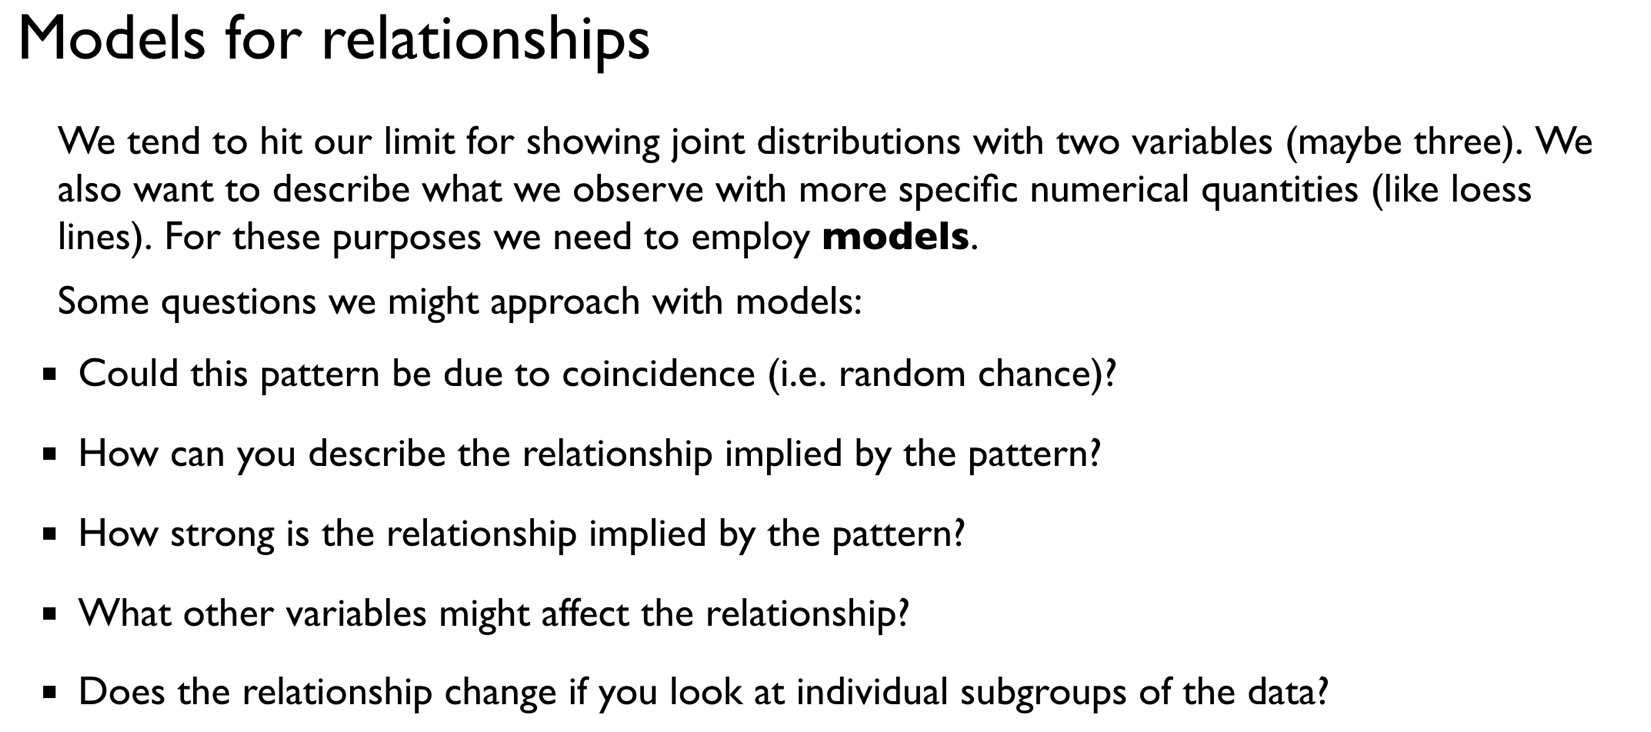 Models for relationships
We tend to hit our limit for showing joint distributions with two variables (maybe three). We
also want to describe what we observe with more specific numerical quantities (like loess
lines). For these purposes we need to employ models.
Some questions we might approach with models:
▪ Could this pattern be due to coincidence (i.e. random chance)?
▪ How can you describe the relationship implied by the pattern?
▪ How strong is the relationship implied by the pattern?
▪ What other variables might affect the relationship?
▪ Does the relationship change if you look at individual subgroups of the data?